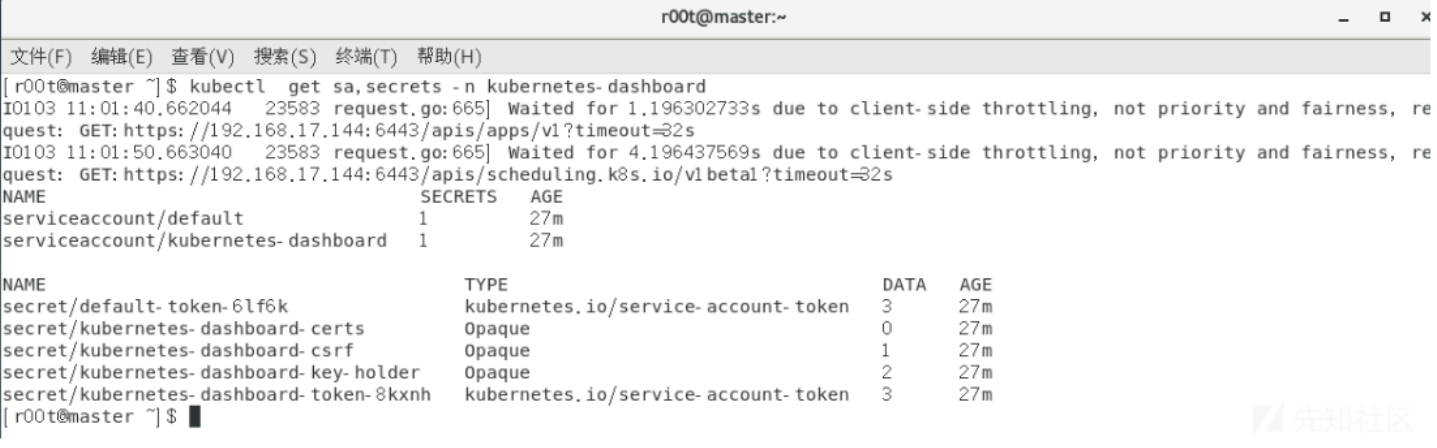 r00t@master:~
文件(F) 编辑(E) 查看(V) 搜索(S) 终端(T) 帮助(H)
[r00t@master ~]$ kubectl  get sa,secrets -n kubernetes-dashboard
I0103 11:01:40.662044   23583 request.go:665] Waited for 1.196302733s due to client-side throttling, not priority and fairness, re
quest: GET:https://192.168.17.144:6443/apis/apps/v1?timeout=32s
I0103 11:01:50.663040   23583 request.go:665] Waited for 4.196437569s due to client-side throttling, not priority and fairness, re
quest: GET:https://192.168.17.144:6443/apis/scheduling.k8s.io/v1beta1?timeout=32s
NAME                                  SECRETS   AGE
serviceaccount/default                1         27m
serviceaccount/kubernetes-dashboard   1         27m
NAME                                      TYPE                                  DATA   AGE
secret/default-token-6lf6k                kubernetes.io/service-account-token   3      27m
secret/kubernetes-dashboard-certs         Opaque                                0      27m
secret/kubernetes-dashboard-csrf          Opaque                                1      27m
secret/kubernetes-dashboard-key-holder    Opaque                                2      27m
secret/kubernetes-dashboard-token-8kxnh   kubernetes.io/service-account-token   3      27m
[r00t@master ~]$
先知社区